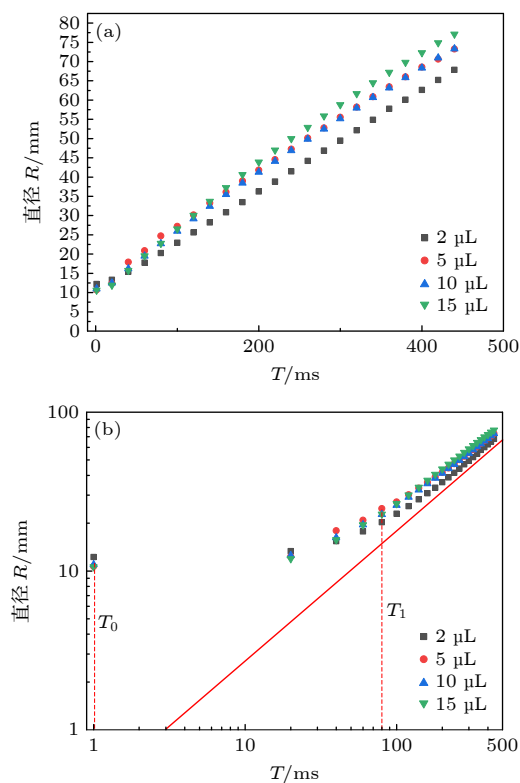 (a)
80
75
70
65
60
55
50
45
40
35
30
25
20
15
10
5
0
直径 R/mm
2 µL
5 µL
10 µL
15 µL
0 200 400 500
T/ms
(b)
100
10
1
直径 R/mm
T₀
T₁
2 µL
5 µL
10 µL
15 µL
1 10 100 500
T/ms